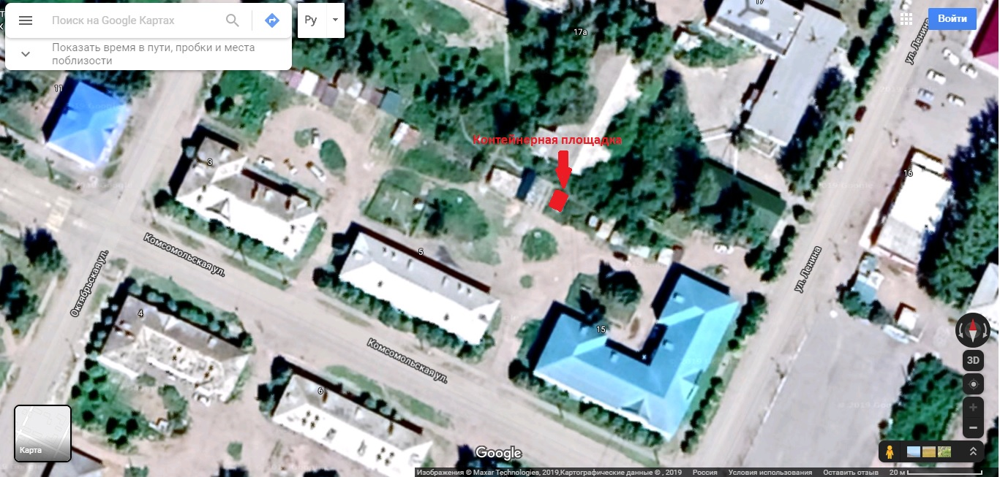 Поиск на Google Картах
Ру
Показать время в пути, пробки и места
поблизости
Войти
17
17а
ул. Ленина
11
Контейнерная площадка
3
16
Комсомольская ул.
5
Октябрьская ул.
ул. Ленина
4
15
Комсомольская ул.
6
3D
Карта
Google
Изображения © Maxar Technologies, 2019,Картографические данные © , 2019 Россия Условия использования Оставить отзыв 20 м